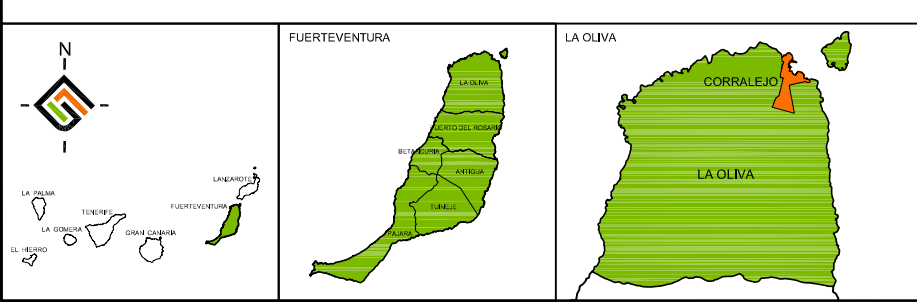 N
LANZAROTE
LA PALMA
FUERTEVENTURA
TENERIFE
LA GOMERA
GRAN CANARIA
EL HIERRO
FUERTEVENTURA
LA OLIVA
PUERTO DEL ROSARIO
BETANCURIA
ANTIGUA
TUINEJE
PAJARA
LA OLIVA
CORRALEJO
LA OLIVA